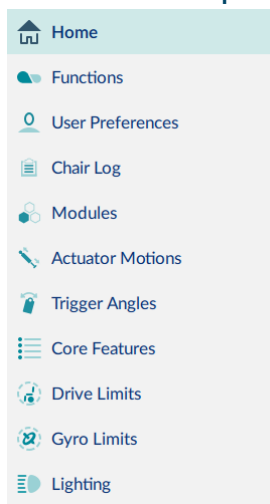 Home
Functions
User Preferences
Chair Log
Modules
Actuator Motions
Trigger Angles
Core Features
Drive Limits
Gyro Limits
Lighting